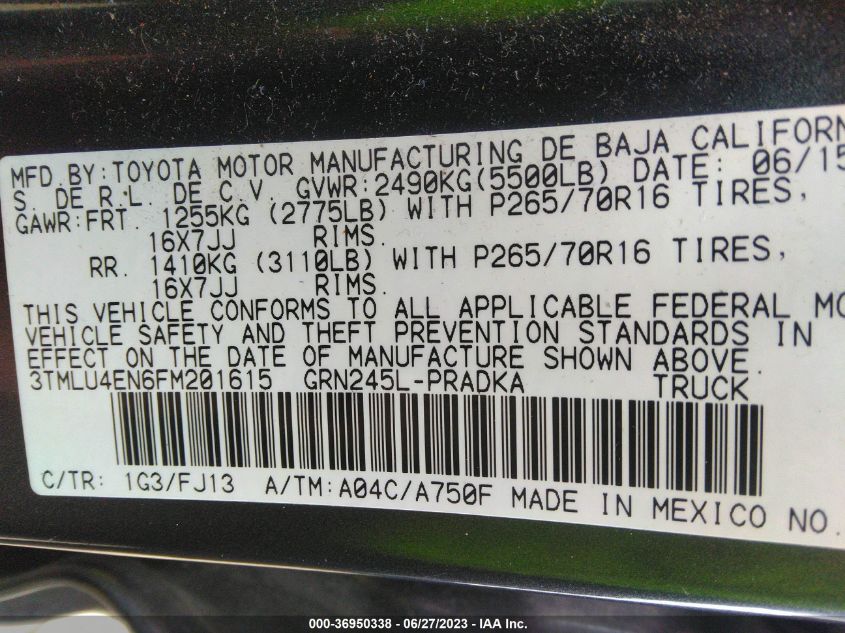 MFD BY: TOYOTA MOTOR MANUFACTURING DE BAJA CALIFORN
S. DE R.L. DE C.V. GVWR:2490KG(5500LB) DATE: 06/15
GAWR:FRT. 1255KG (2775LB) WITH P265/70R16 TIRES,
16X7JJ RIMS.
RR. 1410KG (3110LB) WITH P265/70R16 TIRES,
16X7JJ RIMS.
THIS VEHICLE CONFORMS TO ALL APPLICABLE FEDERAL MO
VEHICLE SAFETY AND THEFT PREVENTION STANDARDS IN
EFFECT ON THE DATE OF MANUFACTURE SHOWN ABOVE.
3TMLU4EN6FM201615 GRN245L-PRADKA TRUCK
C/TR: 1G3/FJ13 A/TM:A04C/A750F MADE IN MEXICO NO.
000-36950338 - 06/27/2023 - IAA Inc.